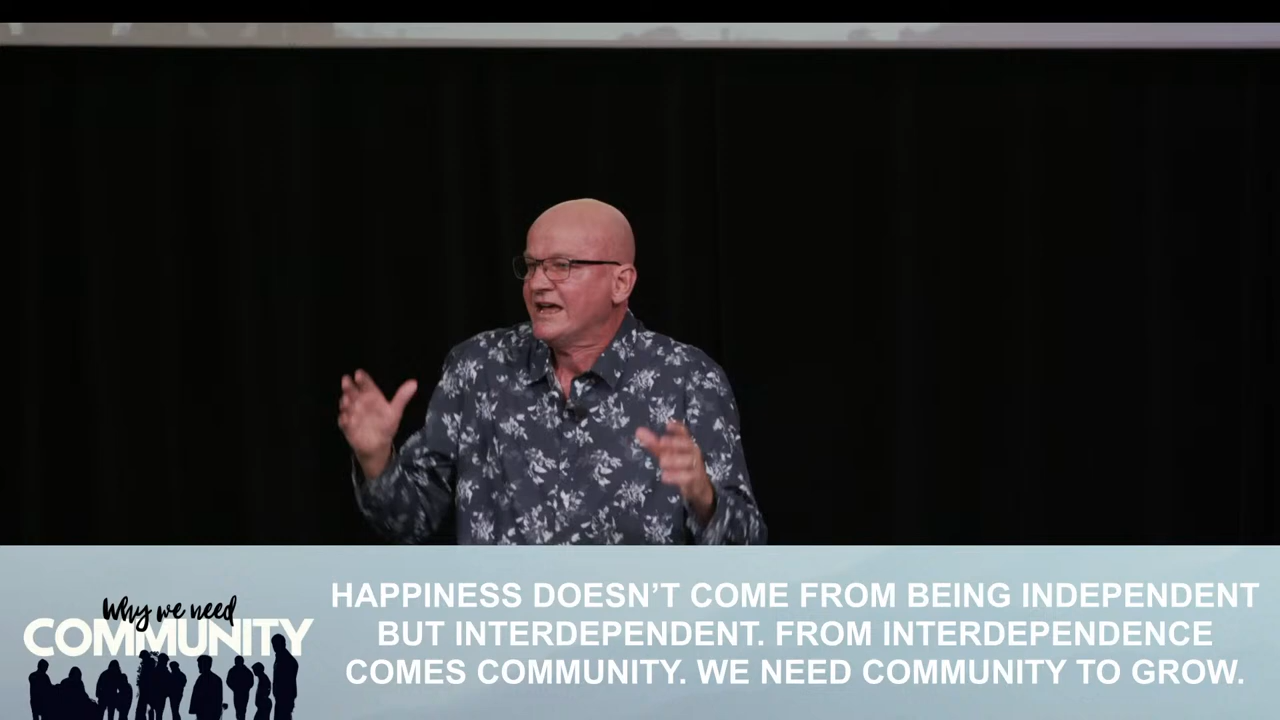 Why we need
COMMUNITY
HAPPINESS DOESN'T COME FROM BEING INDEPENDENT
BUT INTERDEPENDENT. FROM INTERDEPENDENCE
COMES COMMUNITY. WE NEED COMMUNITY TO GROW.